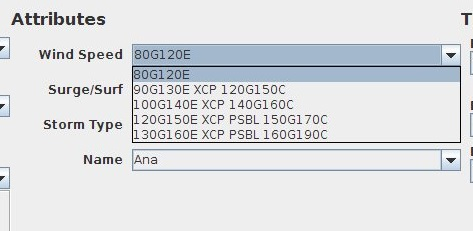 Attributes
T
Wind Speed 80G120E
80G120E
Surge/Surf 90G130E XCP 120G150C
100G140E XCP 140G160C
Storm Type 120G150E XCP PSBL 150G170C
130G160E XCP PSBL 160G190C
Name Ana